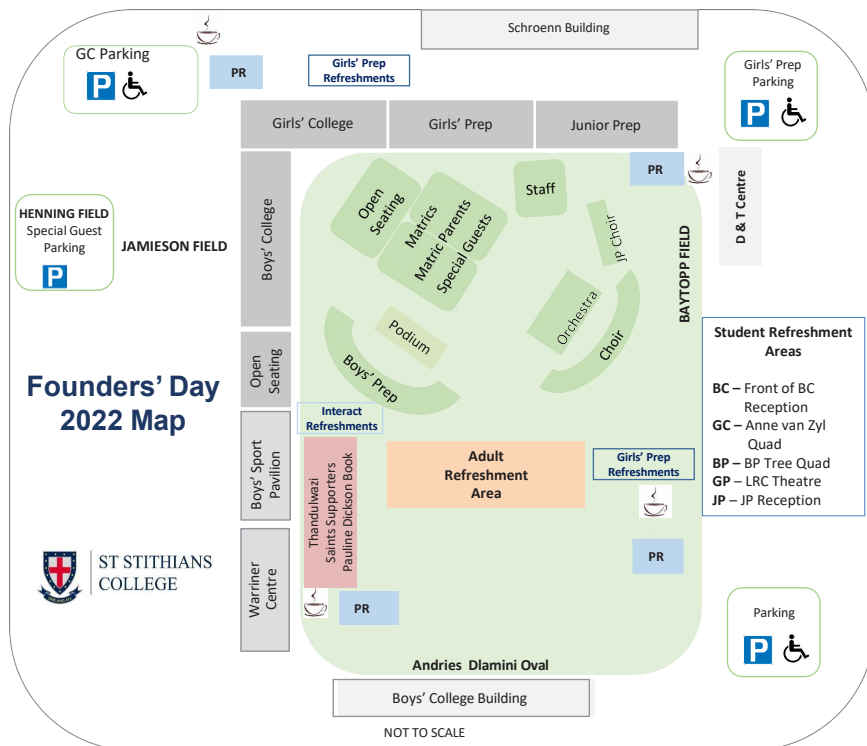 Schroenn Building
GC Parking
P
PR
Girls' Prep
Refreshments
Girls' Prep
Parking
P
Girls' College
Girls' Prep
Junior Prep
PR
D & T Centre
HENNING FIELD
Special Guest
Parking
P
JAMIESON FIELD
Boys' College
Open
Seating
Matrics
Matric Parents
Special Guests
Staff
JP Choir
Orchestra
Choir
BAYTOPP FIELD
Podium
Boys' Prep
Open
Seating
Founders' Day
2022 Map
Student Refreshment
Areas
BC – Front of BC
Reception
GC – Anne van Zyl
Quad
BP – BP Tree Quad
GP – LRC Theatre
JP – JP Reception
Interact
Refreshments
Boys' Sport
Pavilion
Thandulwazi
Saints Supporters
Pauline Dickson Book
Adult
Refreshment
Area
Girls' Prep
Refreshments
ST STITHIANS
COLLEGE
Warriner
Centre
PR
PR
Parking
P
Andries Dlamini Oval
Boys' College Building
NOT TO SCALE